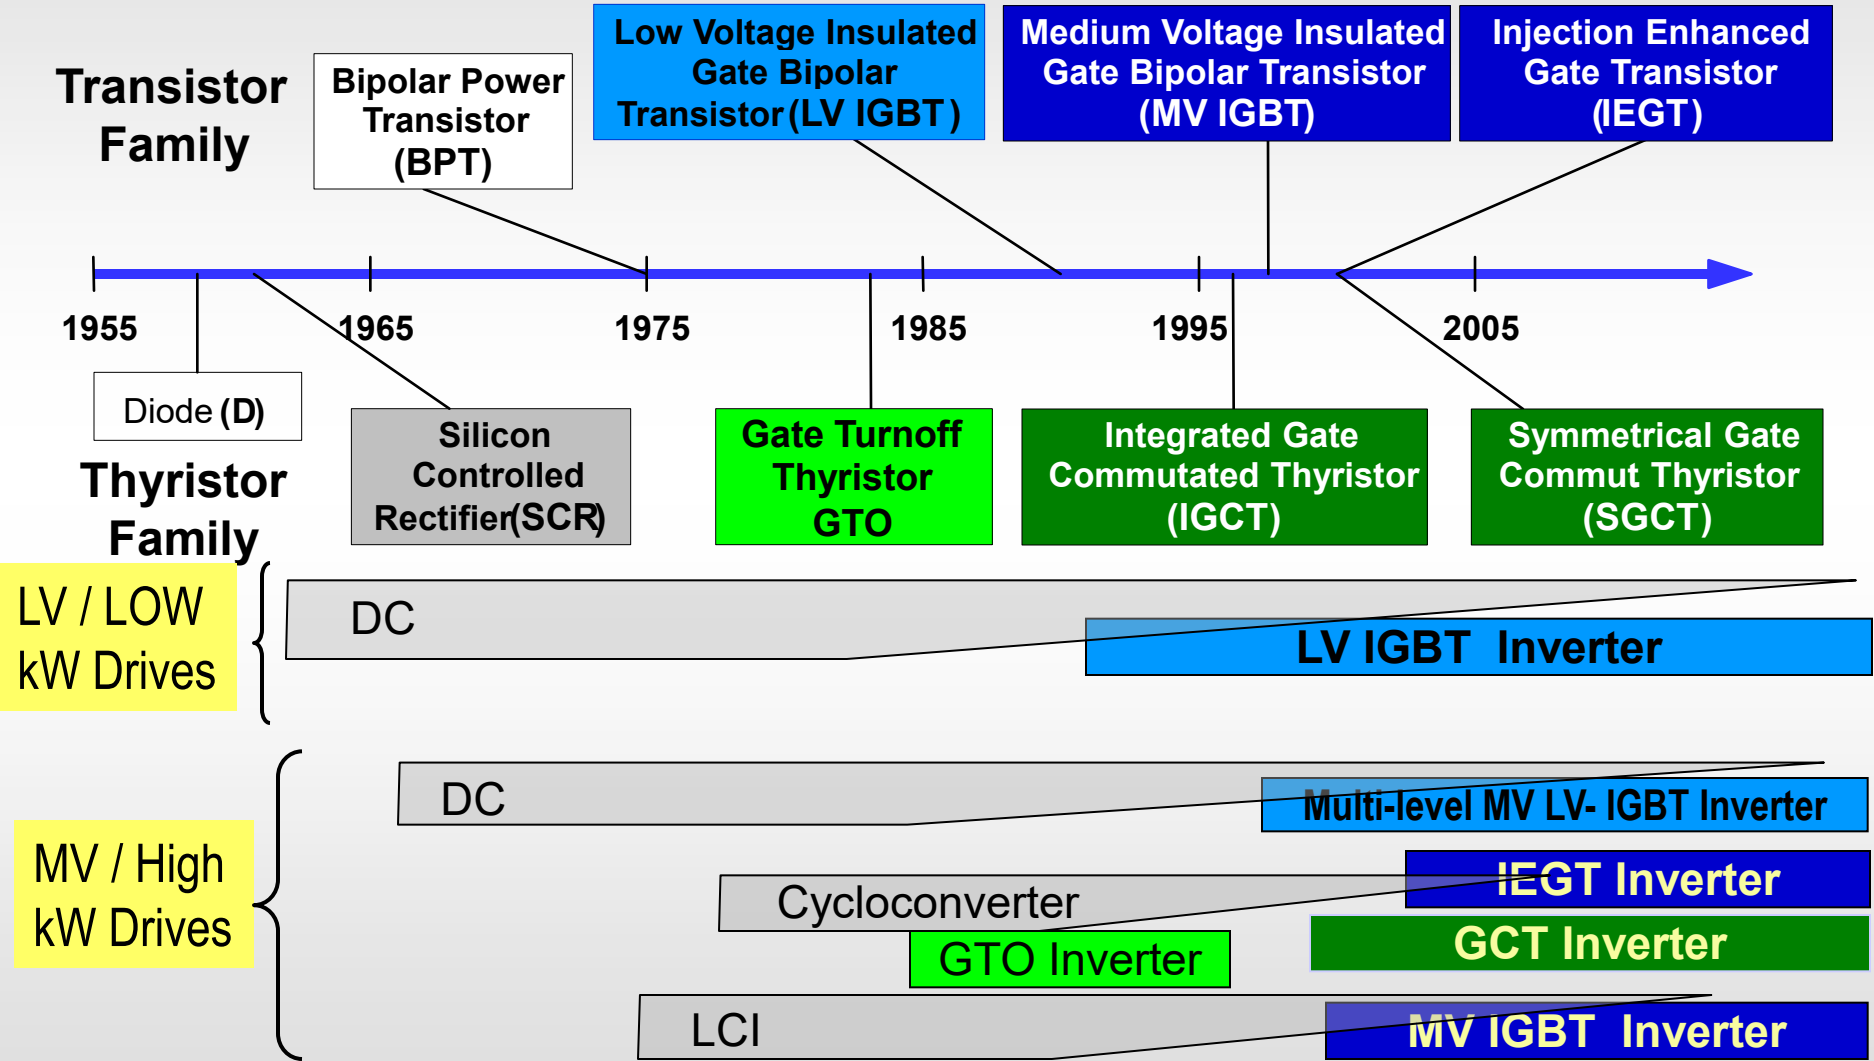 Transistor
Family
Bipolar Power
Transistor
(BPT)
Low Voltage Insulated
Gate Bipolar
Transistor (LV IGBT)
Medium Voltage Insulated
Gate Bipolar Transistor
(MV IGBT)
Injection Enhanced
Gate Transistor
(IEGT)
1955
1965
1975
1985
1995
2005
Diode (D)
Thyristor
Family
Silicon
Controlled
Rectifier(SCR)
Gate Turnoff
Thyristor
GTO
Integrated Gate
Commutated Thyristor
(IGCT)
Symmetrical Gate
Commut Thyristor
(SGCT)
LV / LOW
kW Drives
DC
LV IGBT Inverter
MV / High
kW Drives
DC
Multi-level MV LV- IGBT Inverter
IEGT Inverter
Cycloconverter
GCT Inverter
GTO Inverter
LCI
MV IGBT Inverter